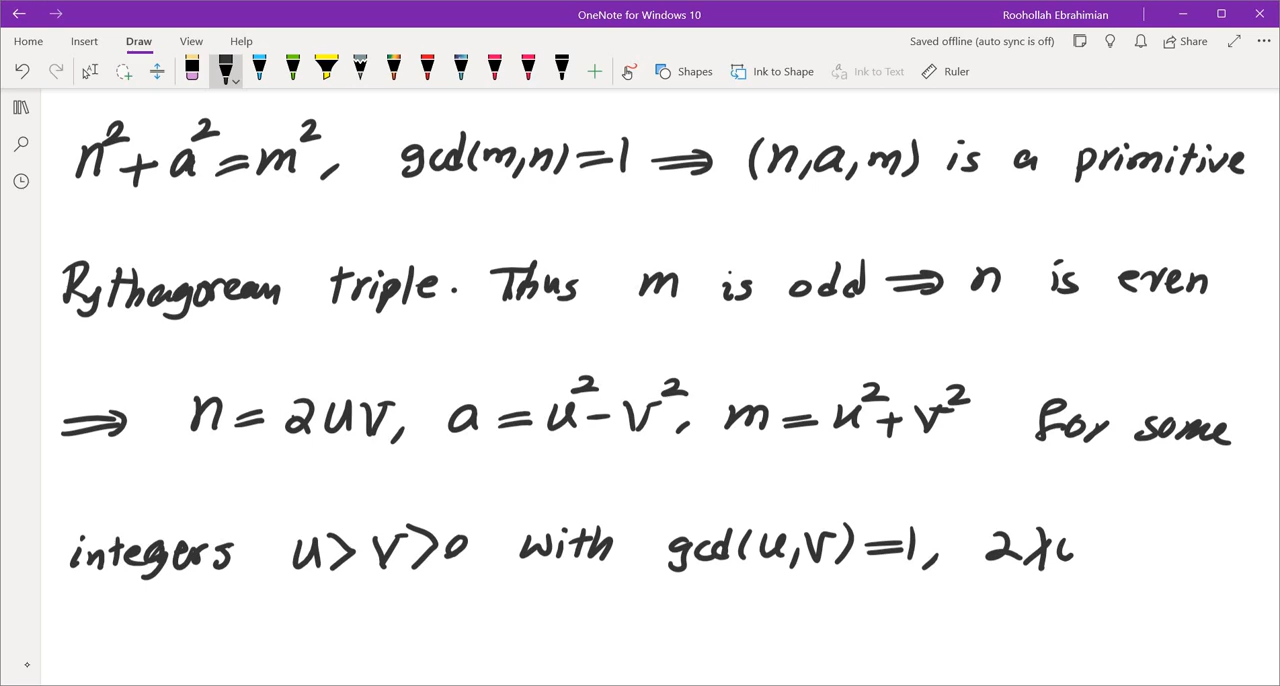 OneNote for Windows 10
Roohollah Ebrahimian
Home Insert Draw View Help
Saved offline (auto sync is off) Share
Shapes Ink to Shape Ink to Text Ruler
n² + a² = m², gcd(m,n)=1 ⟹ (n,a,m) is a primitive
Pythagorean triple. Thus m is odd ⟹ n is even
⟹ n = 2uv, a = u² - v², m = u² + v² for some
integers u > v > 0 with gcd(u,v)=1, 2∤